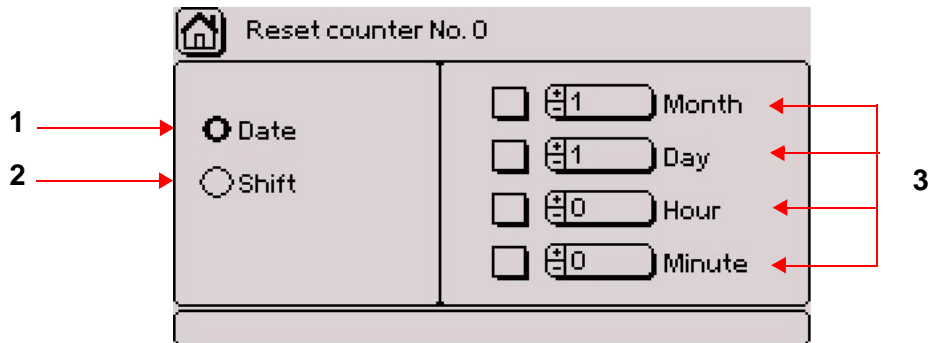 Reset counter No. 0
1
Date
2
Shift
1 Month
1 Day
0 Hour
0 Minute
3